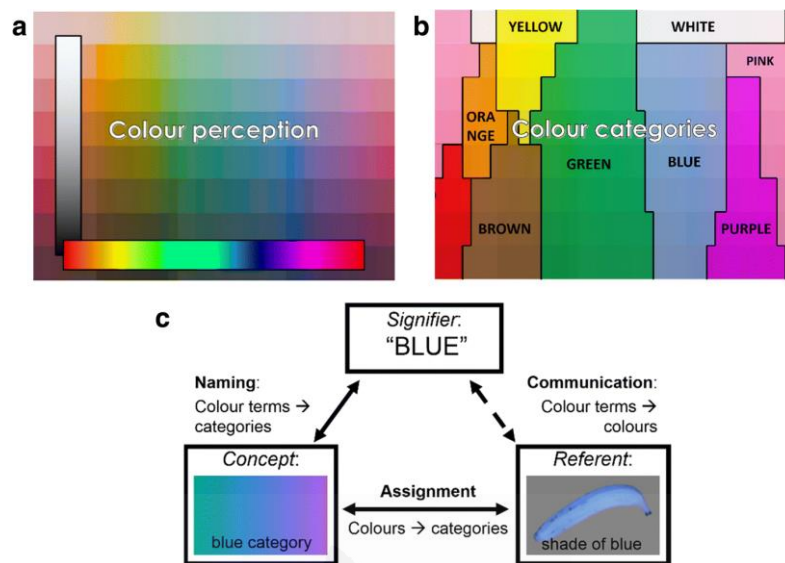 a
Colour perception
b
YELLOW
WHITE
PINK
ORA
NGE
Colour categories
GREEN
BLUE
BROWN
PURPLE
c
Signifier:
“BLUE”
Naming:
Colour terms →
categories
Communication:
Colour terms →
colours
Concept:
blue category
Assignment
Colours → categories
Referent:
shade of blue